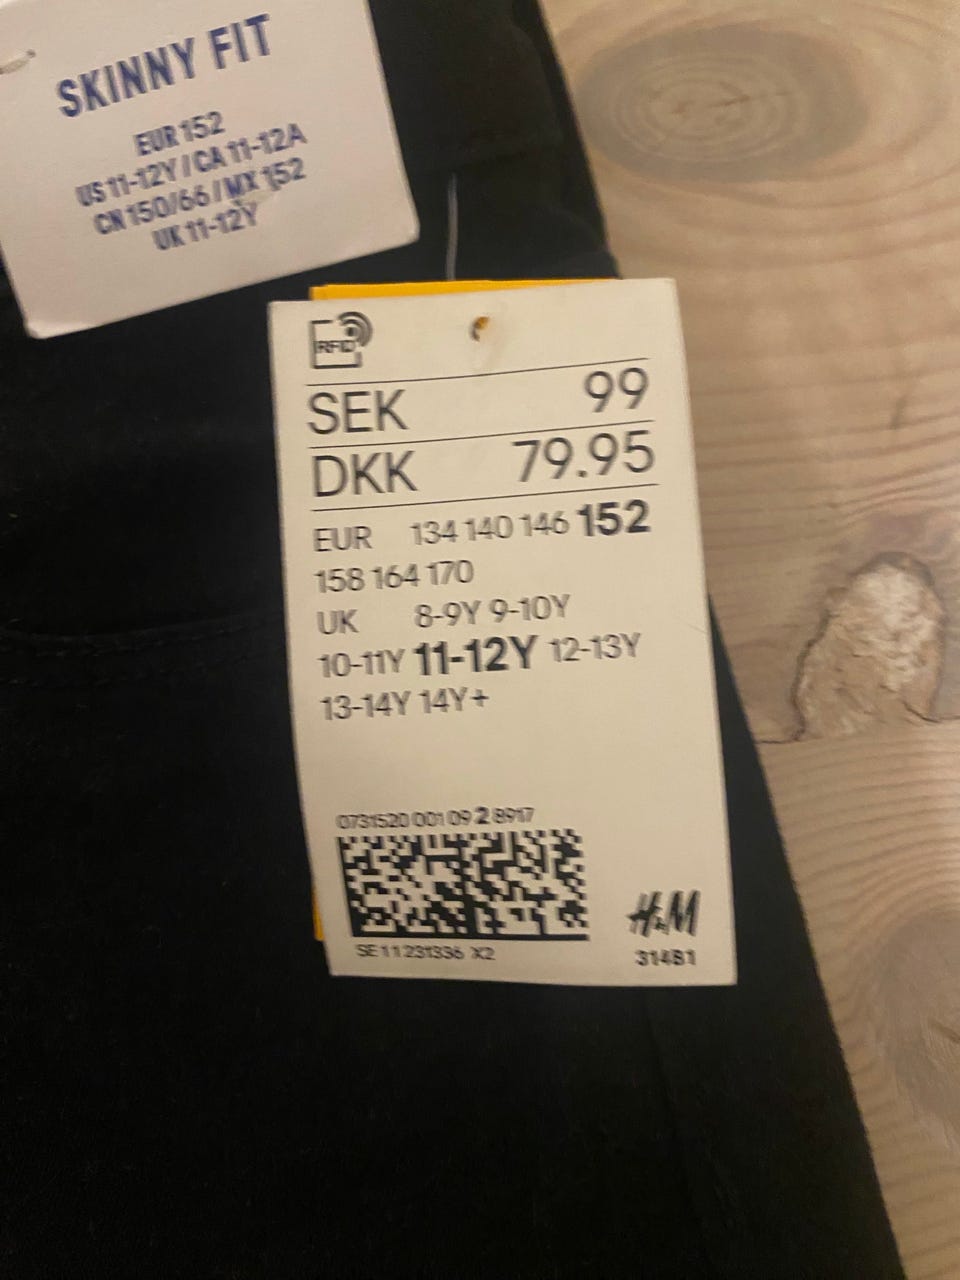 SKINNY FIT
EUR 152
US 11-12Y / CA 11-12A
CN 150/66 / MX 152
UK 11-12Y
RFID
SEK 99
DKK 79.95
EUR 134 140 146 152
158 164 170
UK 8-9Y 9-10Y
10-11Y 11-12Y 12-13Y
13-14Y 14Y+
0731520 001 09 2 8917
SE 11 231336 X2
H&M
314B1